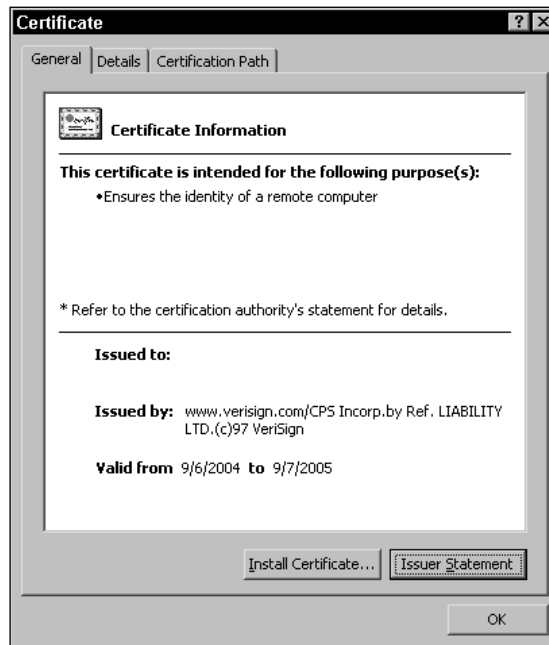 Certificate
General Details Certification Path
Certificate Information
This certificate is intended for the following purpose(s):
•Ensures the identity of a remote computer
* Refer to the certification authority's statement for details.
Issued to:
Issued by: www.verisign.com/CPS Incorp.by Ref. LIABILITY
LTD.(c)97 VeriSign
Valid from 9/6/2004 to 9/7/2005
Install Certificate... Issuer Statement
OK